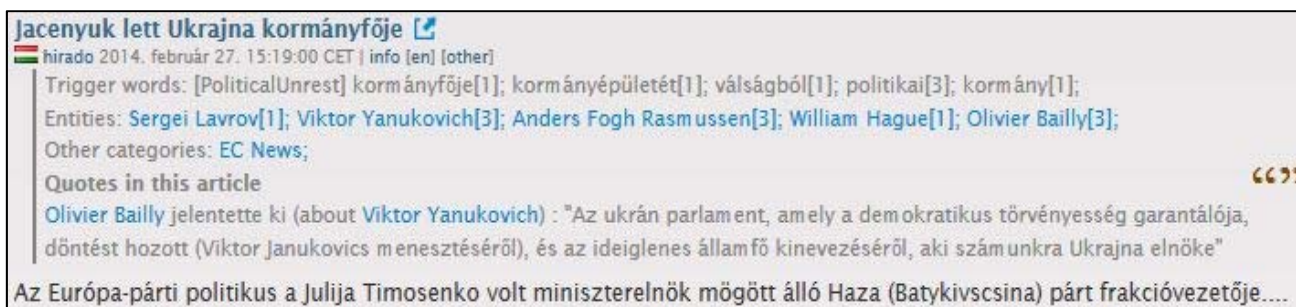 Jacenyuk lett Ukrajna kormányfője
hirado 2014. február 27. 15:19:00 CET | info [en] [other]
Trigger words: [PoliticalUnrest] kormányfője[1]; kormányépületét[1]; válságból[1]; politikai[3]; kormány[1];
Entities: Sergei Lavrov[1]; Viktor Yanukovich[3]; Anders Fogh Rasmussen[3]; William Hague[1]; Olivier Bailly[3];
Other categories: EC News;
Quotes in this article
Olivier Bailly jelentette ki (about Viktor Yanukovich) : "Az ukrán parlament, amely a demokratikus törvényesség garantálója,
döntést hozott (Viktor Janukovics menesztéséről), és az ideiglenes államfő kinevezéséről, aki számunkra Ukrajna elnöke"
Az Európa-párti politikus a Julija Timosenko volt miniszterelnök mögött álló Haza (Batykivscsina) párt frakcióvezetője....